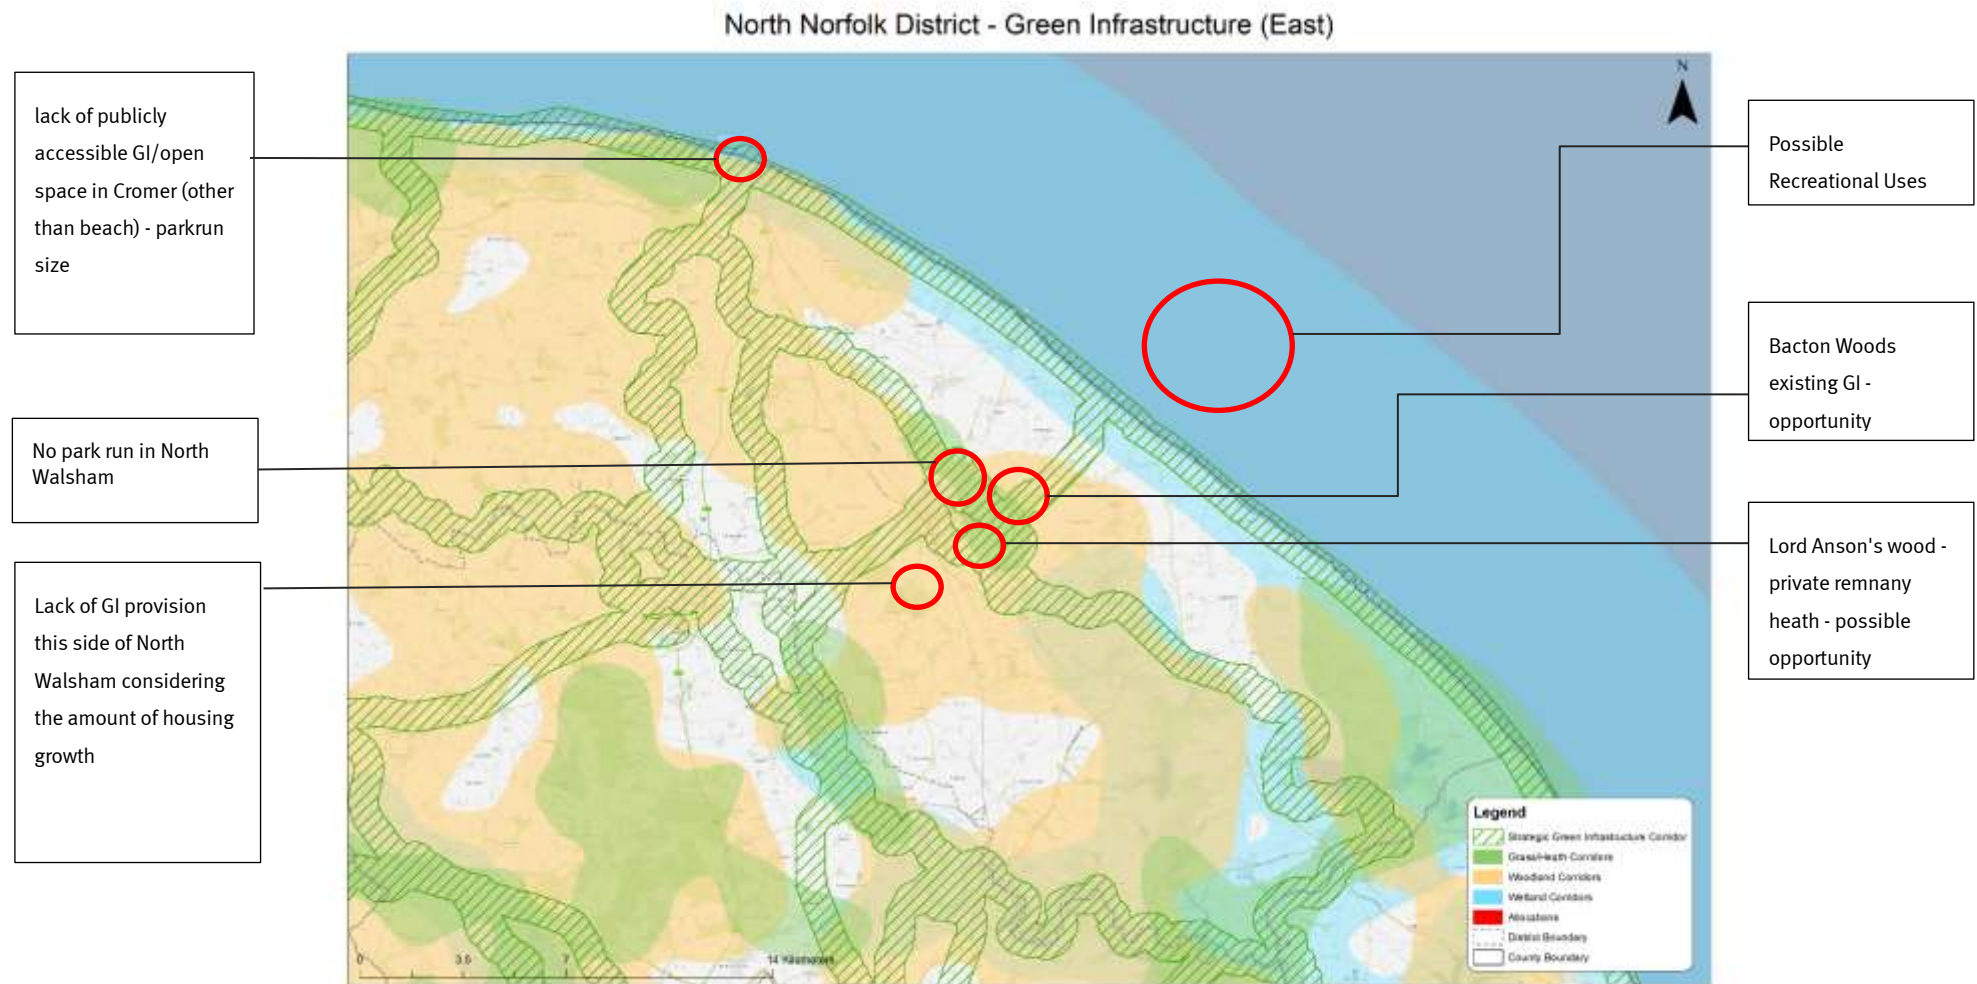 North Norfolk District - Green Infrastructure (East)
lack of publicly
accessible GI/open
space in Cromer (other
than beach) - parkrun
size
No park run in North
Walsham
Lack of GI provision
this side of North
Walsham considering
the amount of housing
growth
N
Possible
Recreational Uses
Bacton Woods
existing GI -
opportunity
Lord Anson's wood -
private remnany
heath - possible
opportunity
Legend
Strategic Green Infrastructure Corridor
Grass/Heath Corridors
Woodland Corridors
Wetland Corridors
Allocations
District Boundary
County Boundary
0 3.5 7 14 Kilometers